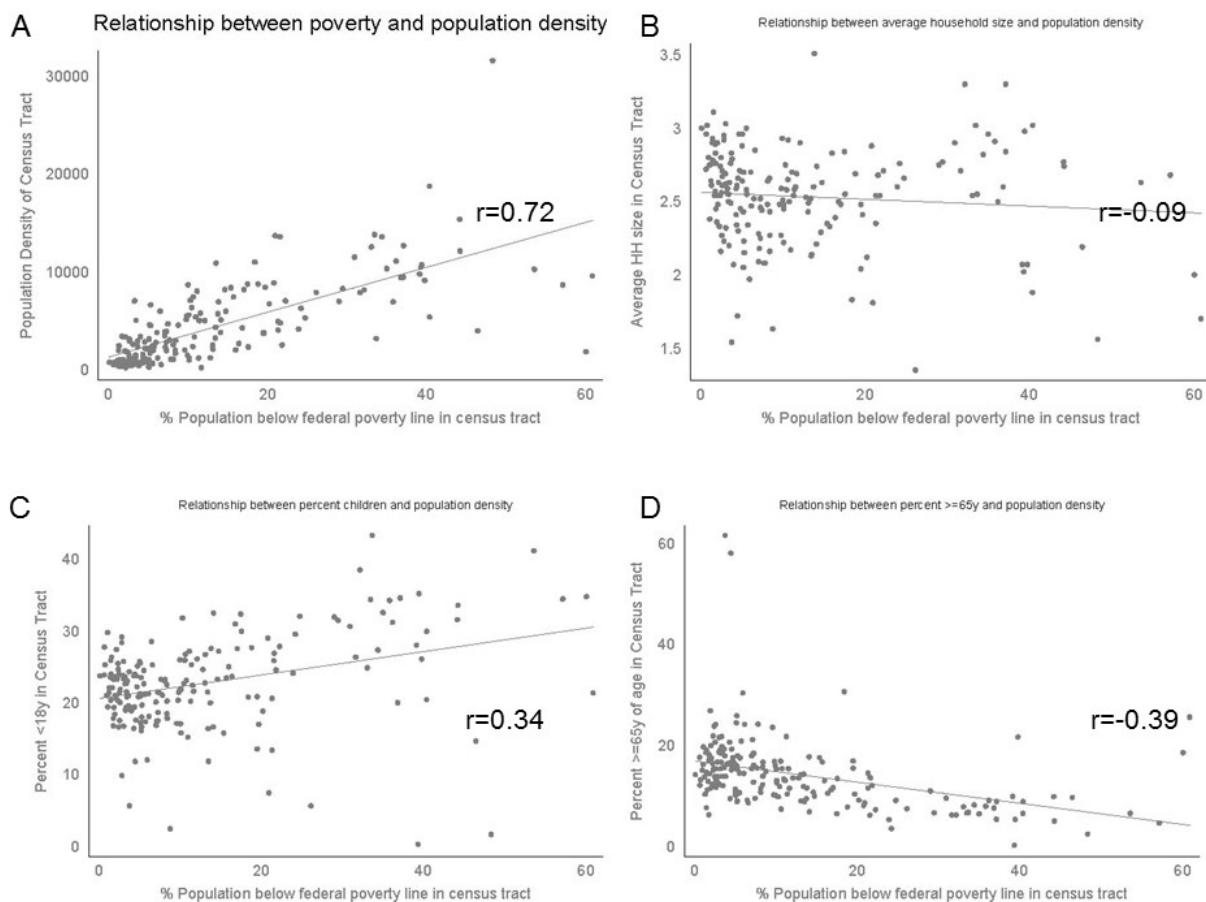 A
Relationship between poverty and population density
Population Density of Census Tract
30000
20000
10000
0
r=0.72
0 20 40 60
% Population below federal poverty line in census tract
B
Relationship between average household size and population density
Average HH size in Census Tract
3.5
3
2.5
2
1.5
r=-0.09
0 20 40 60
% Population below federal poverty line in census tract
C
Relationship between percent children and population density
Percent <18y in Census Tract
40
30
20
10
0
r=0.34
0 20 40 60
% Population below federal poverty line in census tract
D
Relationship between percent >=65y and population density
Percent >=65y of age in Census Tract
60
40
20
0
r=-0.39
0 20 40 60
% Population below federal poverty line in census tract